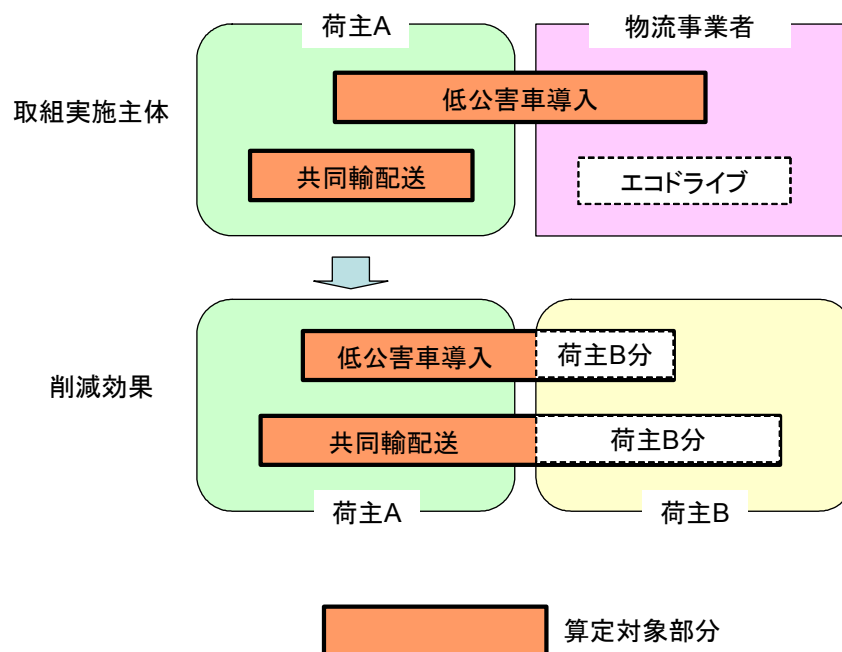 荷主A
物流事業者
取組実施主体
低公害車導入
共同輸配送
エコドライブ
削減効果
低公害車導入
荷主B分
共同輸配送
荷主B分
荷主A
荷主B
算定対象部分